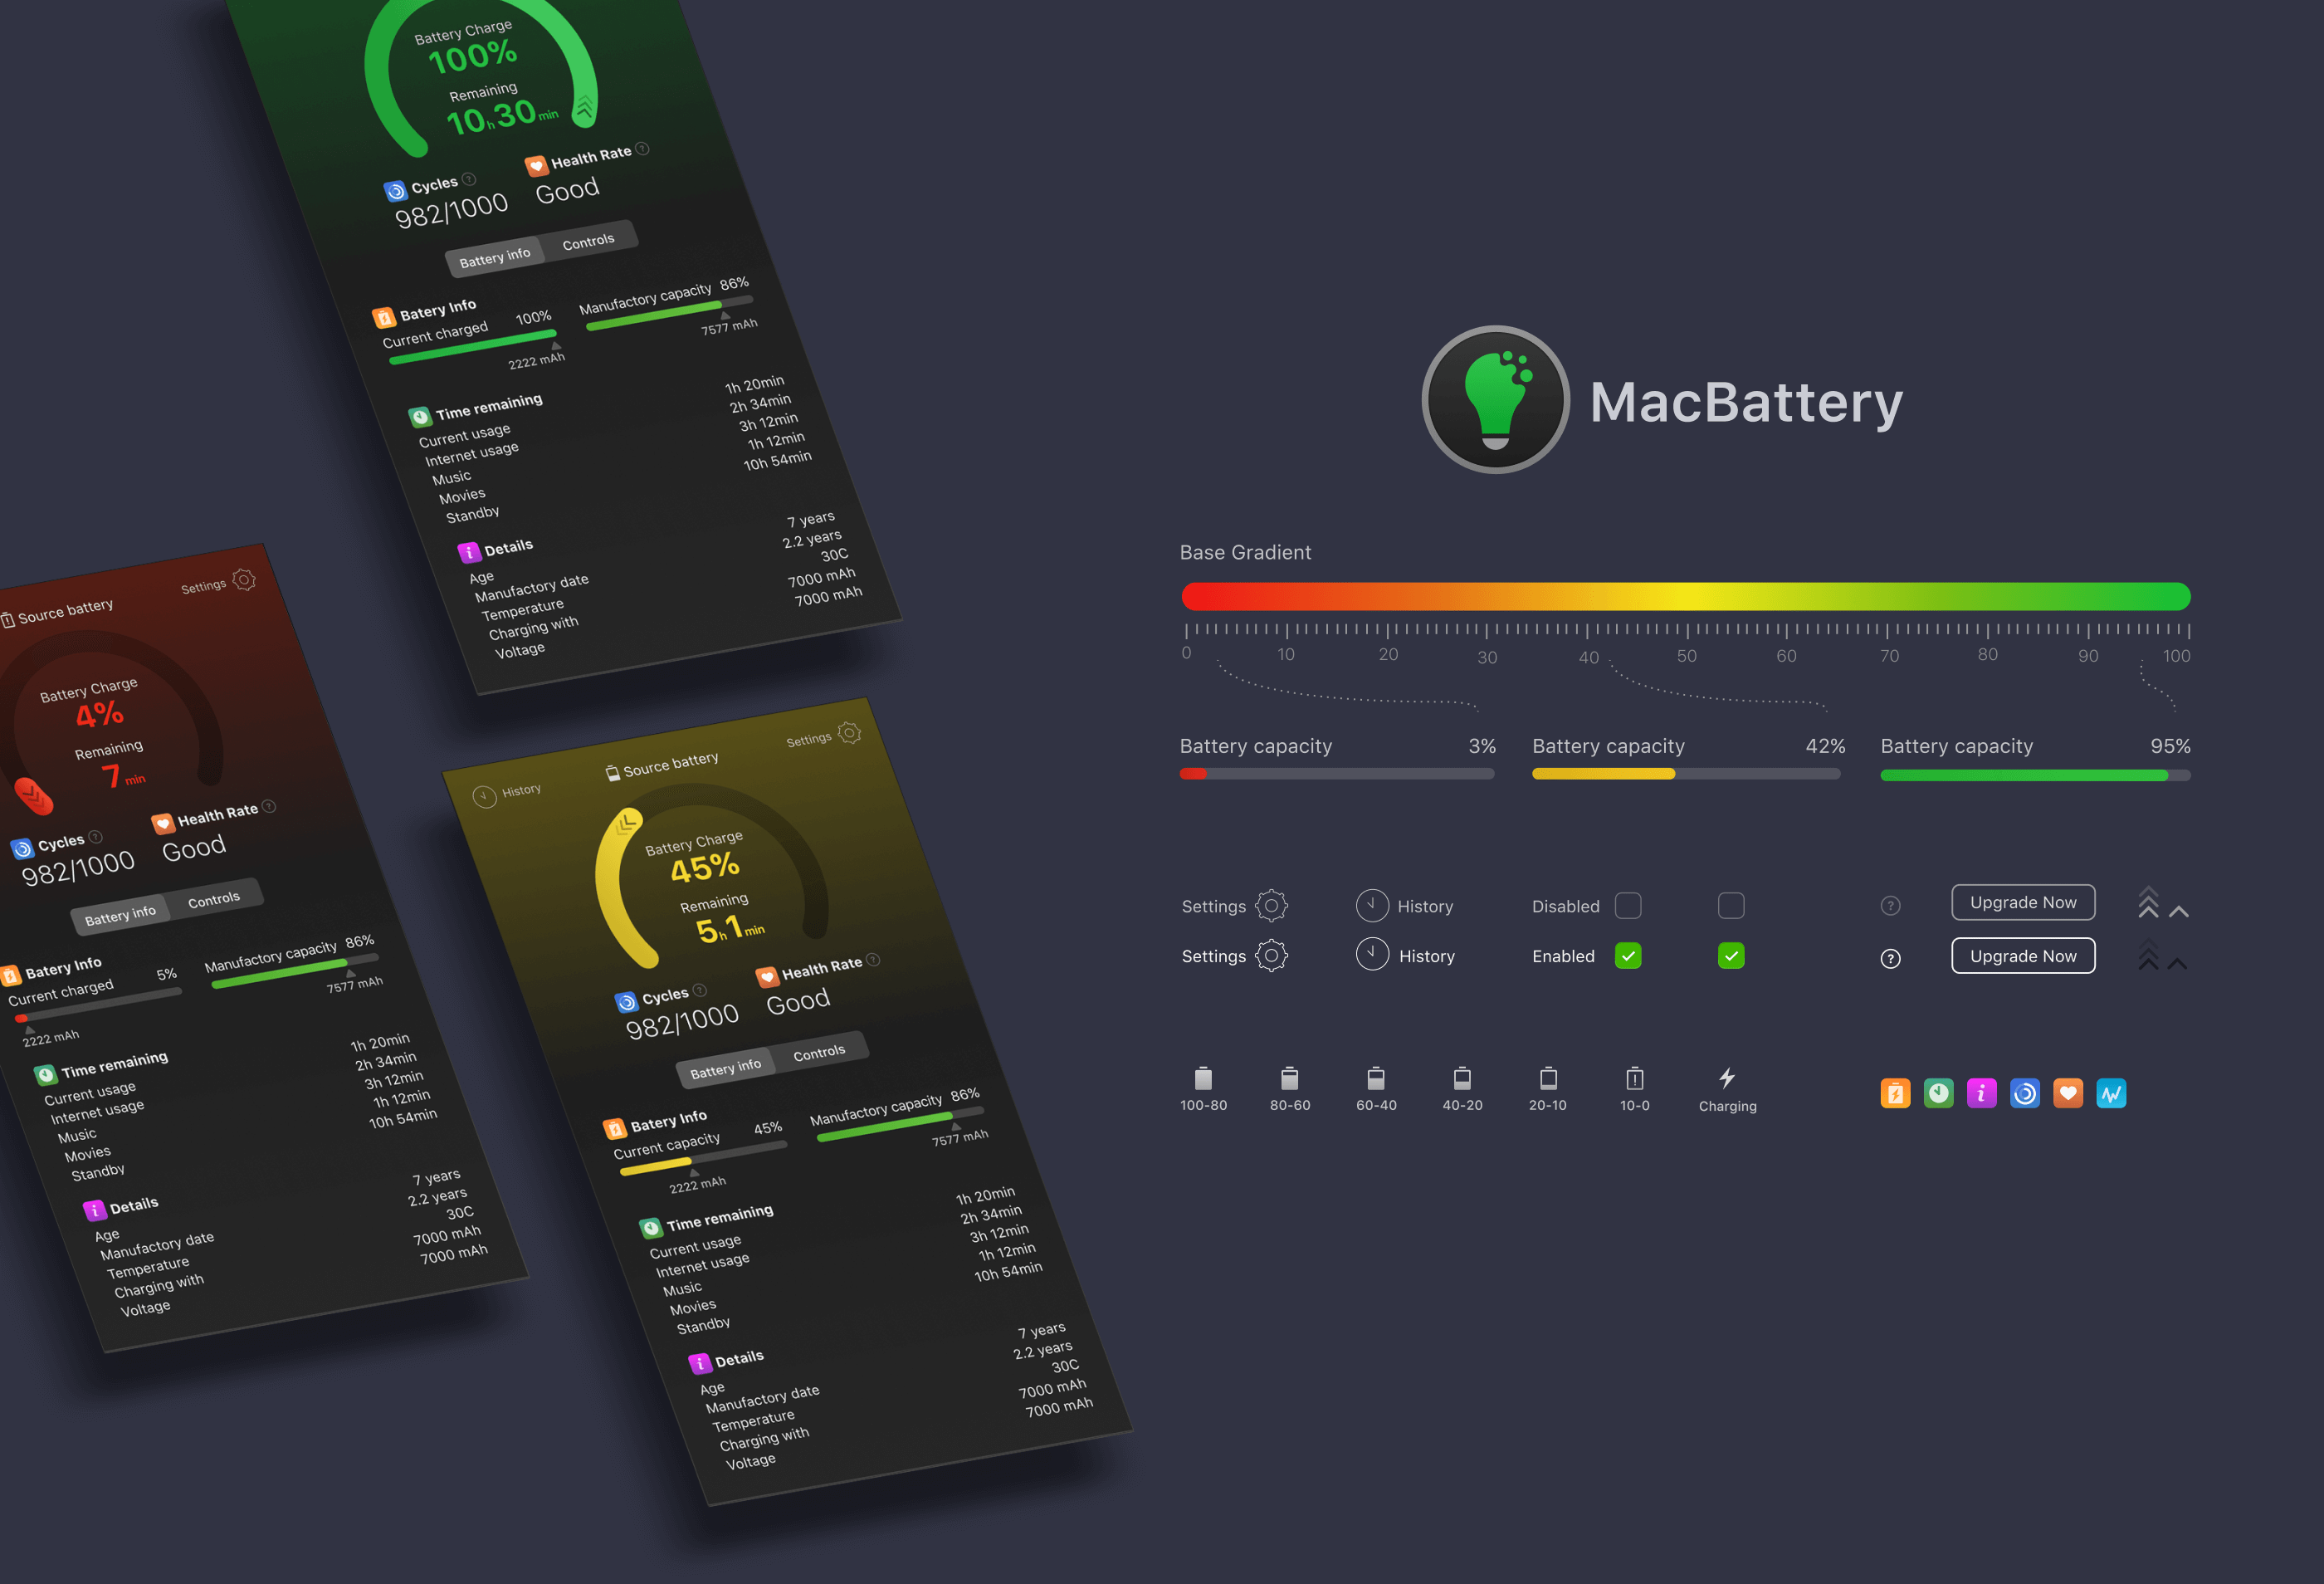 Battery Charge
100%
Remaining
10h30min
Cycles ?
982/1000
Health Rate ?
Good
Battery info
Controls
Batery Info
Current charged 100%
2222 mAh
Manufactory capacity 86%
7577 mAh
Time remaining
Current usage 1h 20min
Internet usage 2h 34min
Music 3h 12min
Movies 1h 12min
Standby 10h 54min
Details
Age 7 years
Manufactory date 2.2 years
Temperature 30C
Charging with 7000 mAh
Voltage 7000 mAh
Source battery
Settings
Battery Charge
4%
Remaining
7min
Cycles ?
982/1000
Health Rate ?
Good
Battery info
Controls
Batery Info
Current charged 5%
2222 mAh
Manufactory capacity 86%
7577 mAh
Time remaining
Current usage 1h 20min
Internet usage 2h 34min
Music 3h 12min
Movies 1h 12min
Standby 10h 54min
Details
Age 7 years
Manufactory date 2.2 years
Temperature 30C
Charging with 7000 mAh
Voltage 7000 mAh
History
Source battery
Settings
Battery Charge
45%
Remaining
5h1min
Cycles ?
982/1000
Health Rate ?
Good
Battery info
Controls
Batery Info
Current capacity 45%
2222 mAh
Manufactory capacity 86%
7577 mAh
Time remaining
Current usage 1h 20min
Internet usage 2h 34min
Music 3h 12min
Movies 1h 12min
Standby 10h 54min
Details
Age 7 years
Manufactory date 2.2 years
Temperature 30C
Charging with 7000 mAh
Voltage 7000 mAh
MacBattery
Base Gradient
0 10 20 30 40 50 60 70 80 90 100
Battery capacity 3%
Battery capacity 42%
Battery capacity 95%
Settings History Disabled ? Upgrade Now
Settings History Enabled ? Upgrade Now
100-80 80-60 60-40 40-20 20-10 10-0 Charging